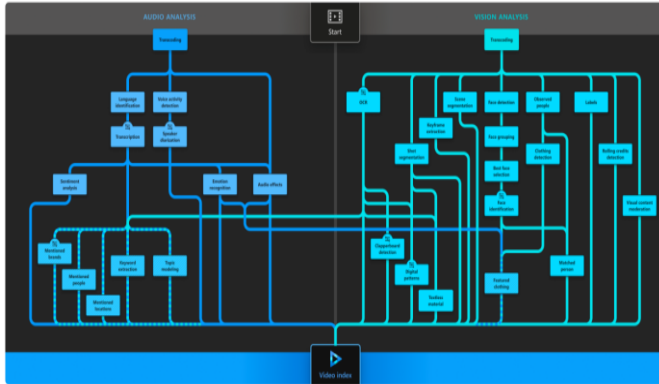 AUDIO ANALYSIS
VISION ANALYSIS
Start
Transcoding
Transcoding
Language
identification
Voice activity
detection
OCR
Scene
segmentation
Face detection
Observed
people
Labels
Keyframe
extraction
Transcription
Speaker
diarization
Face grouping
Shot
segmentation
Clothing
detection
Rolling credits
detection
Best face
selection
Sentiment
analysis
Emotion
recognition
Audio effects
Face
identification
Visual content
moderation
Mentioned
brands
Clapperboard
detection
Mentioned
people
Keyword
extraction
Topic
modeling
Digital
patterns
Matched
person
Featured
clothing
Mentioned
locations
Textless
material
Video index